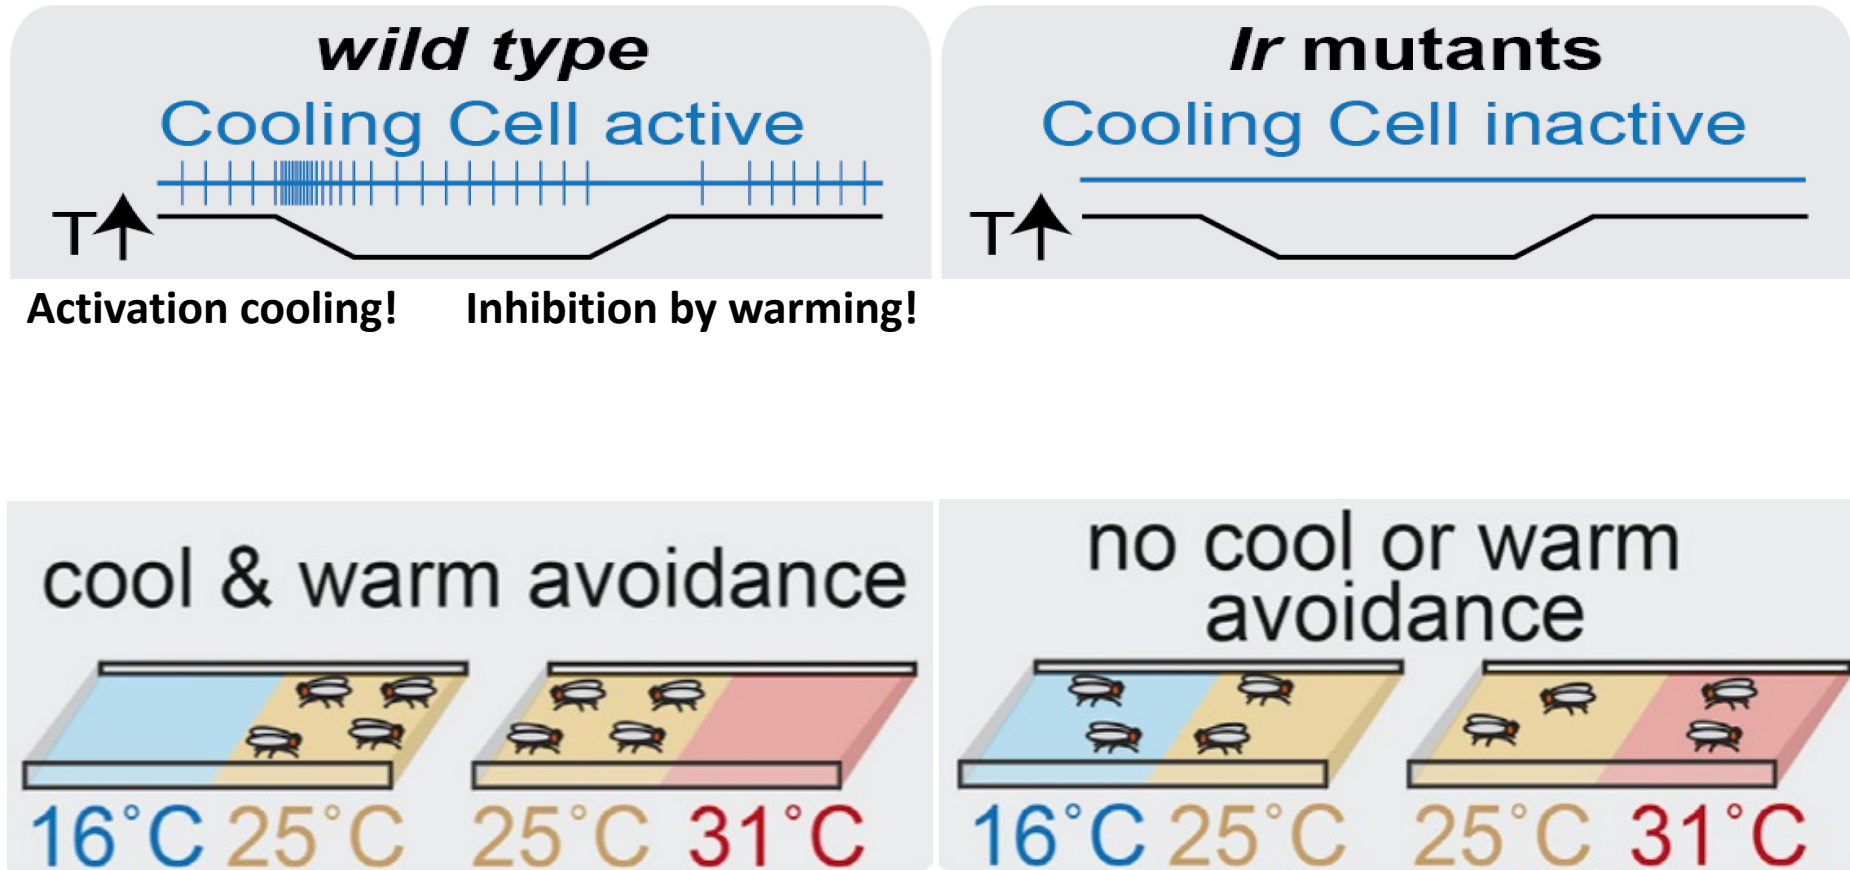 wild type
Cooling Cell active
T
Activation cooling!
Inhibition by warming!
Ir mutants
Cooling Cell inactive
T
cool & warm avoidance
16°C 25°C
25°C 31°C
no cool or warm
avoidance
16°C 25°C
25°C 31°C